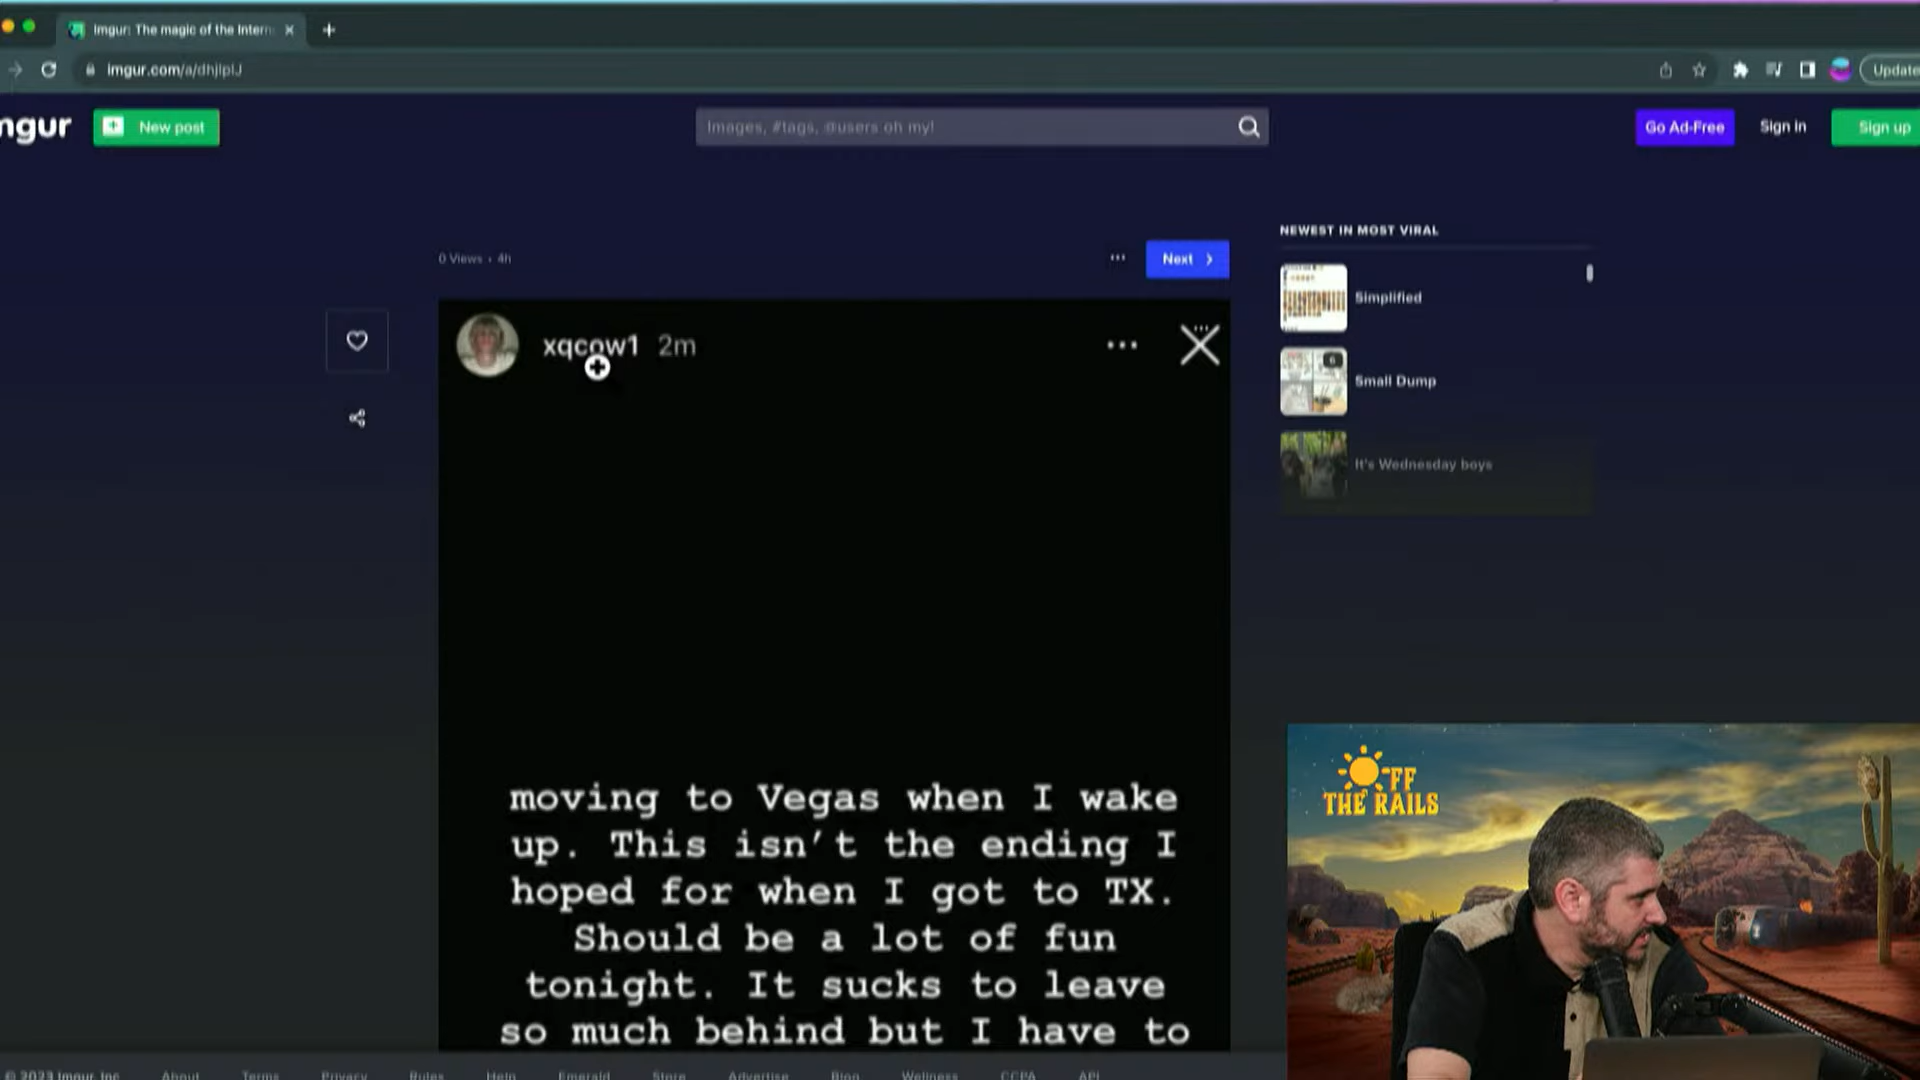 Imgur: The magic of the Intern
imgur.com/a/dhjlplJ
Update
ngur
New post
Images, #tags, @users oh my!
Go Ad-Free
Sign in
Sign up
0 Views • 4h
Next
NEWEST IN MOST VIRAL
Simplified
6
Small Dump
It's Wednesday boys
xqcow1 2m
moving to Vegas when I wake
up. This isn't the ending I
hoped for when I got to TX.
Should be a lot of fun
tonight. It sucks to leave
so much behind but I have to
OFF
THE RAILS
© 2023 Imgur, Inc
About
Terms
Privacy
Rules
Help
Emerald
Store
Advertise
Blog
Wellness
CCPA
API